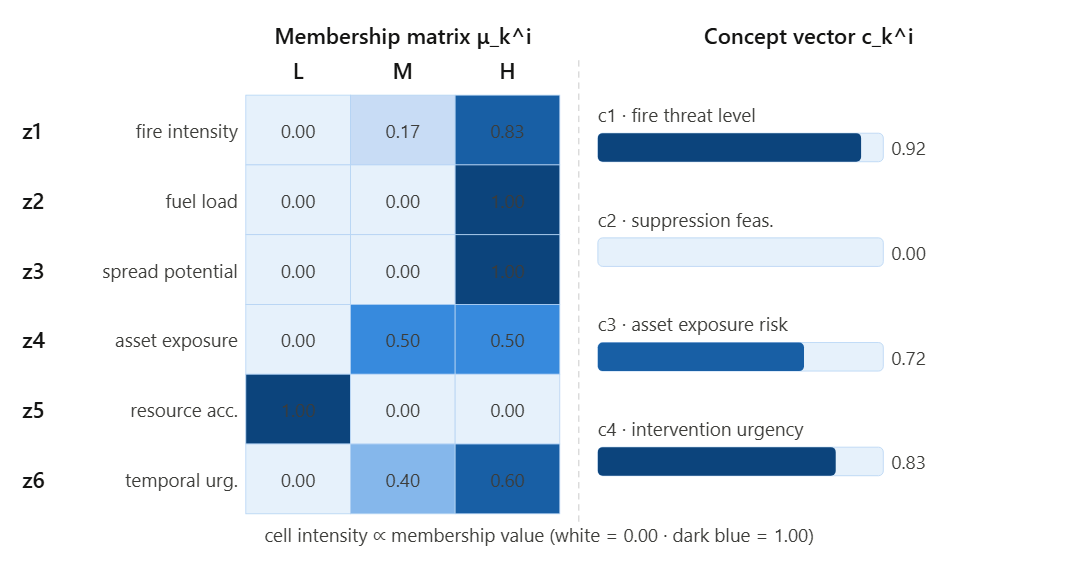 Membership matrix μ_k^i
Concept vector c_k^i
L M H
z1 fire intensity 0.00 0.17 0.83
z2 fuel load 0.00 0.00 1.00
z3 spread potential 0.00 0.00 1.00
z4 asset exposure 0.00 0.50 0.50
z5 resource acc. 1.00 0.00 0.00
z6 temporal urg. 0.00 0.40 0.60
c1 · fire threat level
0.92
c2 · suppression feas.
0.00
c3 · asset exposure risk
0.72
c4 · intervention urgency
0.83
cell intensity ∝ membership value (white = 0.00 · dark blue = 1.00)